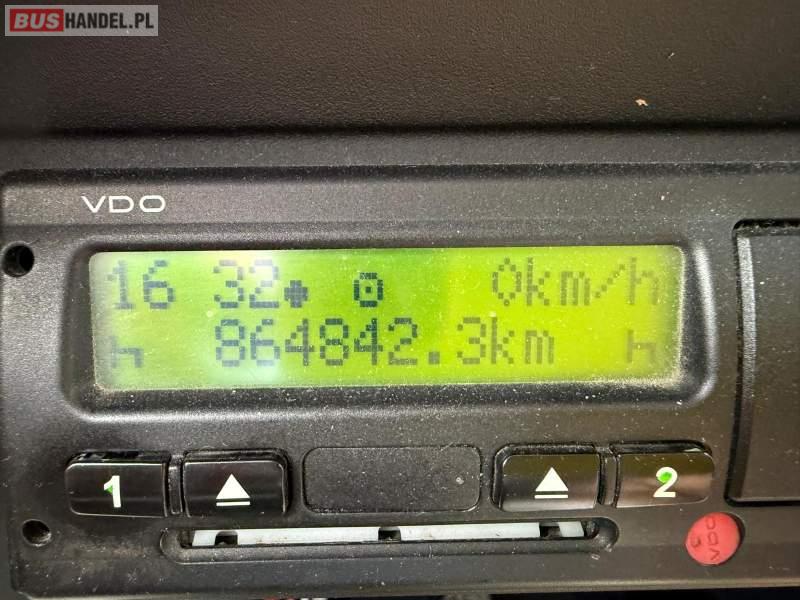 BUSHANDEL.PL
VDO
16 32 0km/h
864842.3km
1 2
VDO